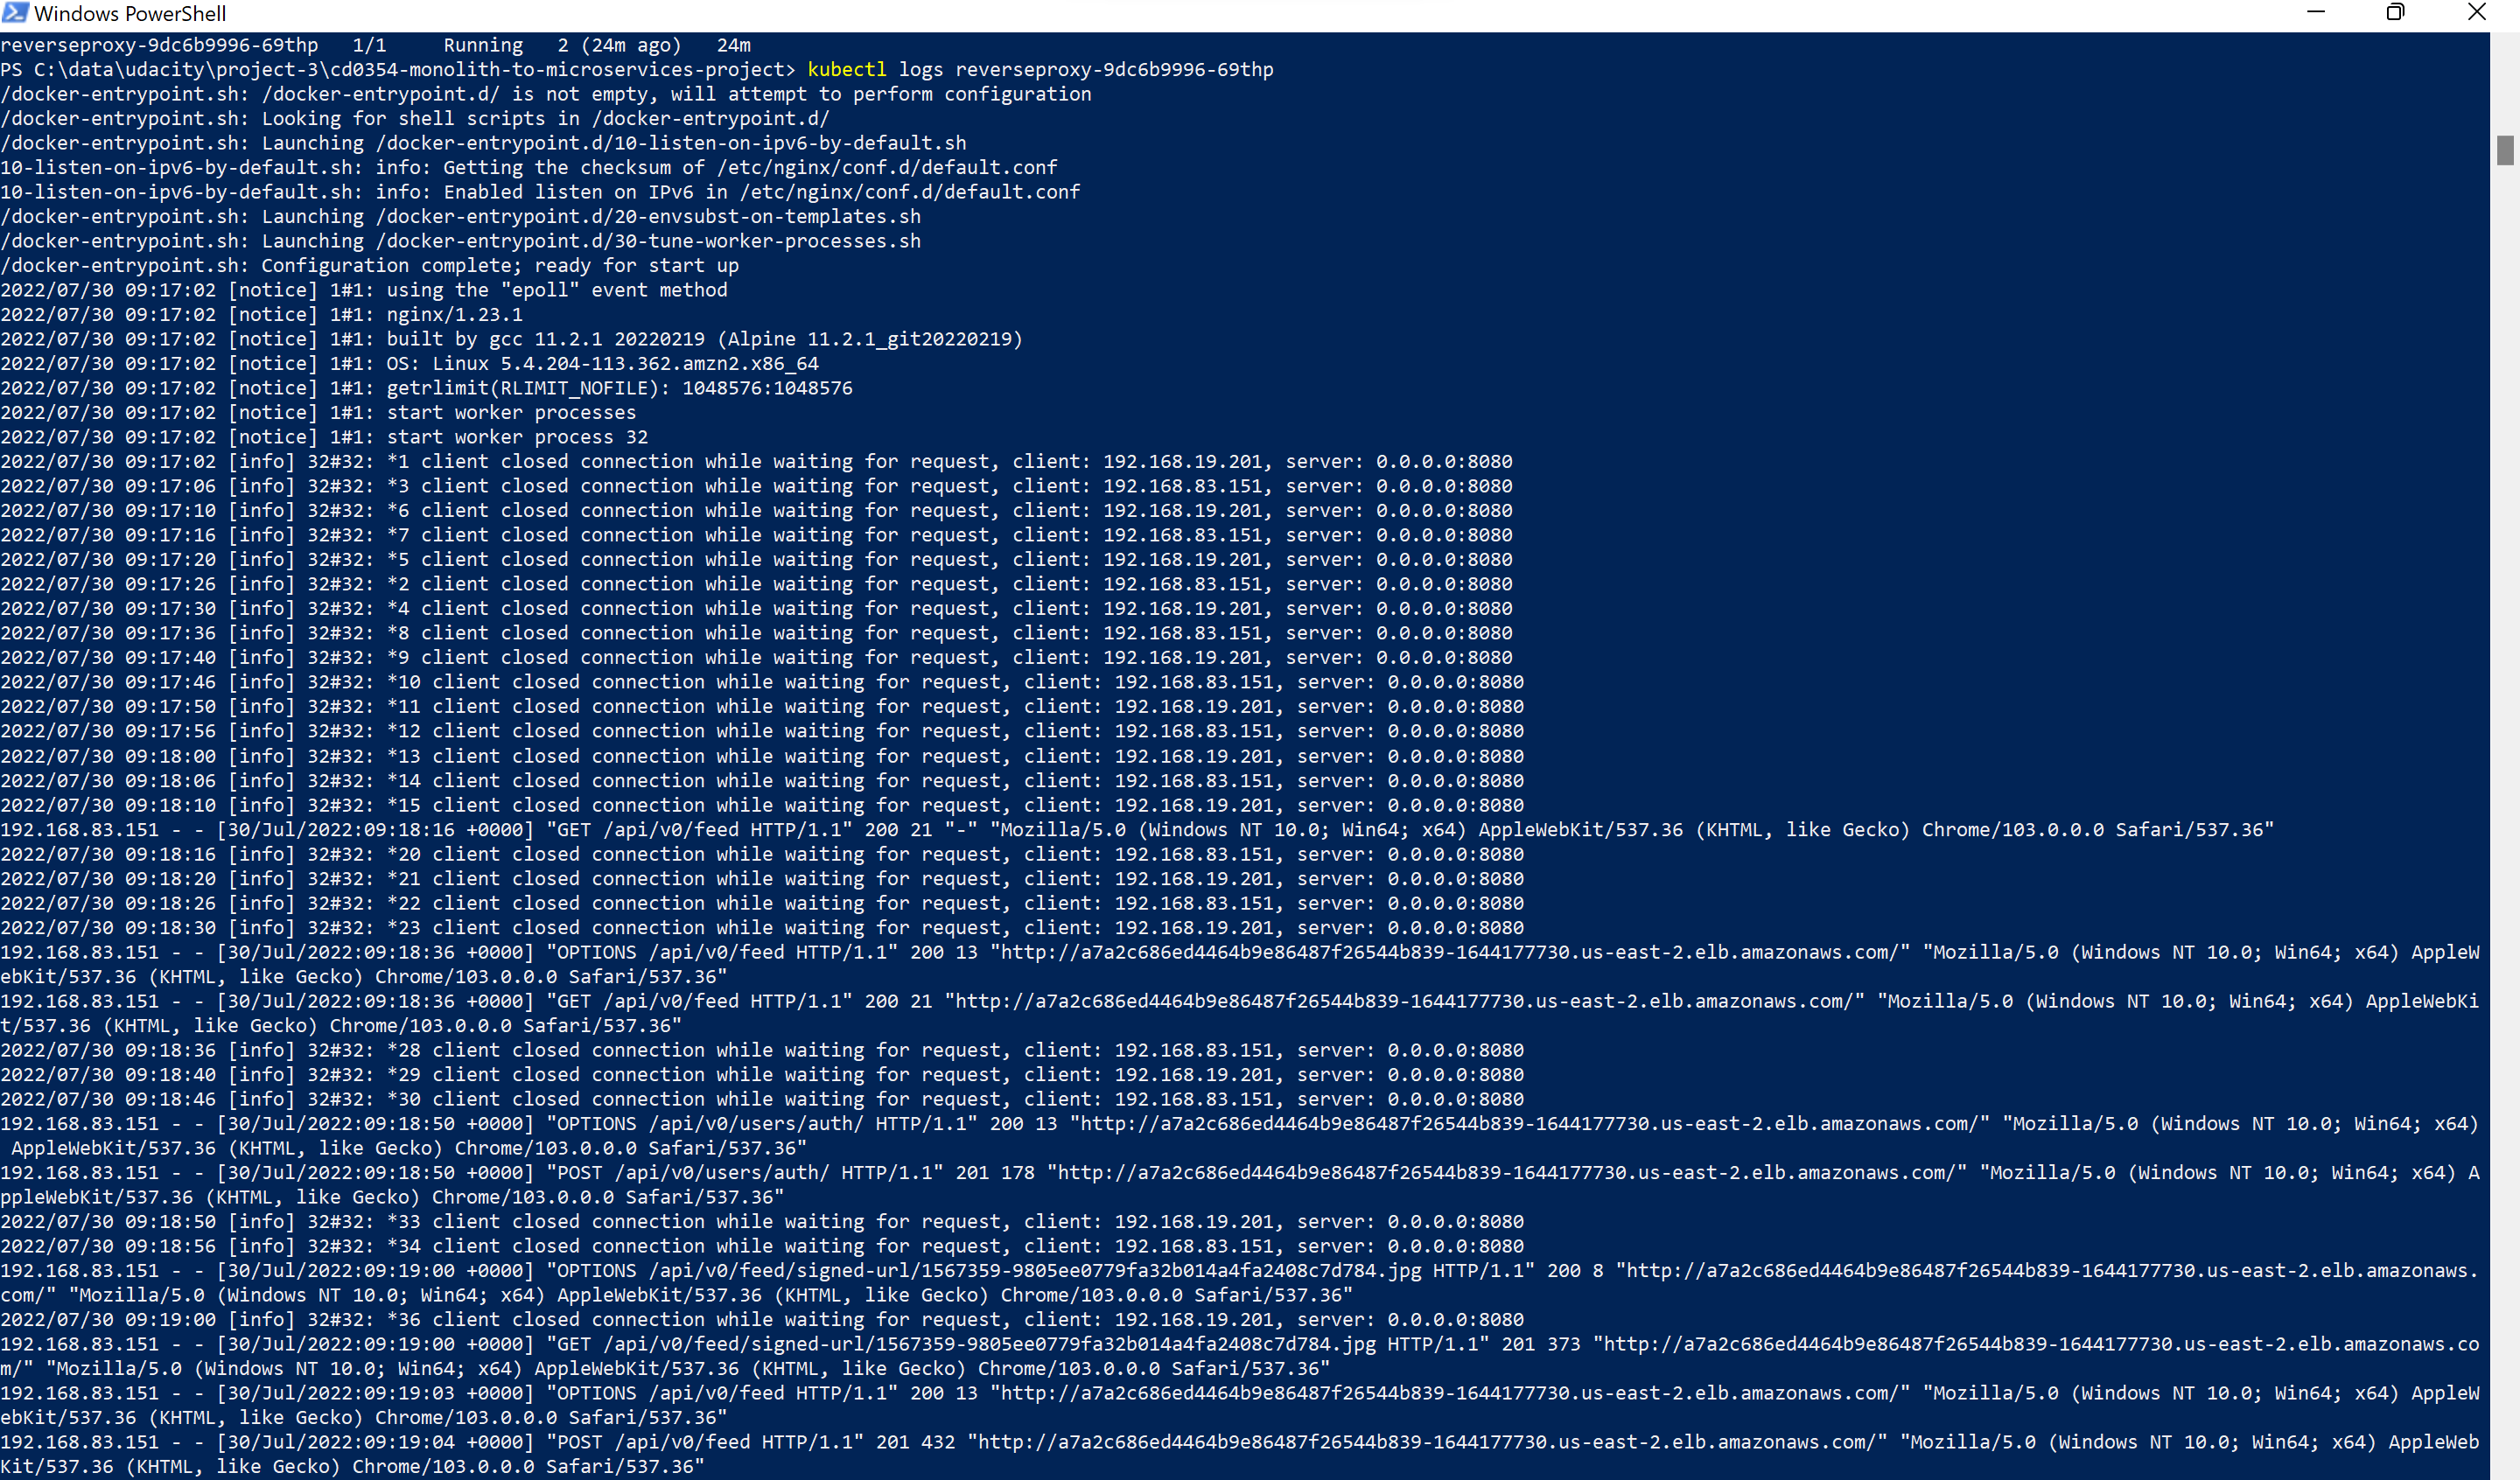 Windows PowerShell
reverseproxy-9dc6b9996-69thp   1/1     Running   2 (24m ago)   24m
PS C:\data\udacity\project-3\cd0354-monolith-to-microservices-project> kubectl logs reverseproxy-9dc6b9996-69thp
/docker-entrypoint.sh: /docker-entrypoint.d/ is not empty, will attempt to perform configuration
/docker-entrypoint.sh: Looking for shell scripts in /docker-entrypoint.d/
/docker-entrypoint.sh: Launching /docker-entrypoint.d/10-listen-on-ipv6-by-default.sh
10-listen-on-ipv6-by-default.sh: info: Getting the checksum of /etc/nginx/conf.d/default.conf
10-listen-on-ipv6-by-default.sh: info: Enabled listen on IPv6 in /etc/nginx/conf.d/default.conf
/docker-entrypoint.sh: Launching /docker-entrypoint.d/20-envsubst-on-templates.sh
/docker-entrypoint.sh: Launching /docker-entrypoint.d/30-tune-worker-processes.sh
/docker-entrypoint.sh: Configuration complete; ready for start up
2022/07/30 09:17:02 [notice] 1#1: using the "epoll" event method
2022/07/30 09:17:02 [notice] 1#1: nginx/1.23.1
2022/07/30 09:17:02 [notice] 1#1: built by gcc 11.2.1 20220219 (Alpine 11.2.1_git20220219)
2022/07/30 09:17:02 [notice] 1#1: OS: Linux 5.4.204-113.362.amzn2.x86_64
2022/07/30 09:17:02 [notice] 1#1: getrlimit(RLIMIT_NOFILE): 1048576:1048576
2022/07/30 09:17:02 [notice] 1#1: start worker processes
2022/07/30 09:17:02 [notice] 1#1: start worker process 32
2022/07/30 09:17:02 [info] 32#32: *1 client closed connection while waiting for request, client: 192.168.19.201, server: 0.0.0.0:8080
2022/07/30 09:17:06 [info] 32#32: *3 client closed connection while waiting for request, client: 192.168.83.151, server: 0.0.0.0:8080
2022/07/30 09:17:10 [info] 32#32: *6 client closed connection while waiting for request, client: 192.168.19.201, server: 0.0.0.0:8080
2022/07/30 09:17:16 [info] 32#32: *7 client closed connection while waiting for request, client: 192.168.83.151, server: 0.0.0.0:8080
2022/07/30 09:17:20 [info] 32#32: *5 client closed connection while waiting for request, client: 192.168.19.201, server: 0.0.0.0:8080
2022/07/30 09:17:26 [info] 32#32: *2 client closed connection while waiting for request, client: 192.168.83.151, server: 0.0.0.0:8080
2022/07/30 09:17:30 [info] 32#32: *4 client closed connection while waiting for request, client: 192.168.19.201, server: 0.0.0.0:8080
2022/07/30 09:17:36 [info] 32#32: *8 client closed connection while waiting for request, client: 192.168.83.151, server: 0.0.0.0:8080
2022/07/30 09:17:40 [info] 32#32: *9 client closed connection while waiting for request, client: 192.168.19.201, server: 0.0.0.0:8080
2022/07/30 09:17:46 [info] 32#32: *10 client closed connection while waiting for request, client: 192.168.83.151, server: 0.0.0.0:8080
2022/07/30 09:17:50 [info] 32#32: *11 client closed connection while waiting for request, client: 192.168.19.201, server: 0.0.0.0:8080
2022/07/30 09:17:56 [info] 32#32: *12 client closed connection while waiting for request, client: 192.168.83.151, server: 0.0.0.0:8080
2022/07/30 09:18:00 [info] 32#32: *13 client closed connection while waiting for request, client: 192.168.19.201, server: 0.0.0.0:8080
2022/07/30 09:18:06 [info] 32#32: *14 client closed connection while waiting for request, client: 192.168.83.151, server: 0.0.0.0:8080
2022/07/30 09:18:10 [info] 32#32: *15 client closed connection while waiting for request, client: 192.168.19.201, server: 0.0.0.0:8080
192.168.83.151 - - [30/Jul/2022:09:18:16 +0000] "GET /api/v0/feed HTTP/1.1" 200 21 "-" "Mozilla/5.0 (Windows NT 10.0; Win64; x64) AppleWebKit/537.36 (KHTML, like Gecko) Chrome/103.0.0.0 Safari/537.36"
2022/07/30 09:18:16 [info] 32#32: *20 client closed connection while waiting for request, client: 192.168.83.151, server: 0.0.0.0:8080
2022/07/30 09:18:20 [info] 32#32: *21 client closed connection while waiting for request, client: 192.168.19.201, server: 0.0.0.0:8080
2022/07/30 09:18:26 [info] 32#32: *22 client closed connection while waiting for request, client: 192.168.83.151, server: 0.0.0.0:8080
2022/07/30 09:18:30 [info] 32#32: *23 client closed connection while waiting for request, client: 192.168.19.201, server: 0.0.0.0:8080
192.168.83.151 - - [30/Jul/2022:09:18:36 +0000] "OPTIONS /api/v0/feed HTTP/1.1" 200 13 "http://a7a2c686ed4464b9e86487f26544b839-1644177730.us-east-2.elb.amazonaws.com/" "Mozilla/5.0 (Windows NT 10.0; Win64; x64) AppleW
ebKit/537.36 (KHTML, like Gecko) Chrome/103.0.0.0 Safari/537.36"
192.168.83.151 - - [30/Jul/2022:09:18:36 +0000] "GET /api/v0/feed HTTP/1.1" 200 21 "http://a7a2c686ed4464b9e86487f26544b839-1644177730.us-east-2.elb.amazonaws.com/" "Mozilla/5.0 (Windows NT 10.0; Win64; x64) AppleWebKi
t/537.36 (KHTML, like Gecko) Chrome/103.0.0.0 Safari/537.36"
2022/07/30 09:18:36 [info] 32#32: *28 client closed connection while waiting for request, client: 192.168.83.151, server: 0.0.0.0:8080
2022/07/30 09:18:40 [info] 32#32: *29 client closed connection while waiting for request, client: 192.168.19.201, server: 0.0.0.0:8080
2022/07/30 09:18:46 [info] 32#32: *30 client closed connection while waiting for request, client: 192.168.83.151, server: 0.0.0.0:8080
192.168.83.151 - - [30/Jul/2022:09:18:50 +0000] "OPTIONS /api/v0/users/auth/ HTTP/1.1" 200 13 "http://a7a2c686ed4464b9e86487f26544b839-1644177730.us-east-2.elb.amazonaws.com/" "Mozilla/5.0 (Windows NT 10.0; Win64; x64)
 AppleWebKit/537.36 (KHTML, like Gecko) Chrome/103.0.0.0 Safari/537.36"
192.168.83.151 - - [30/Jul/2022:09:18:50 +0000] "POST /api/v0/users/auth/ HTTP/1.1" 201 178 "http://a7a2c686ed4464b9e86487f26544b839-1644177730.us-east-2.elb.amazonaws.com/" "Mozilla/5.0 (Windows NT 10.0; Win64; x64) A
ppleWebKit/537.36 (KHTML, like Gecko) Chrome/103.0.0.0 Safari/537.36"
2022/07/30 09:18:50 [info] 32#32: *33 client closed connection while waiting for request, client: 192.168.19.201, server: 0.0.0.0:8080
2022/07/30 09:18:56 [info] 32#32: *34 client closed connection while waiting for request, client: 192.168.83.151, server: 0.0.0.0:8080
192.168.83.151 - - [30/Jul/2022:09:19:00 +0000] "OPTIONS /api/v0/feed/signed-url/1567359-9805ee0779fa32b014a4fa2408c7d784.jpg HTTP/1.1" 200 8 "http://a7a2c686ed4464b9e86487f26544b839-1644177730.us-east-2.elb.amazonaws.
com/" "Mozilla/5.0 (Windows NT 10.0; Win64; x64) AppleWebKit/537.36 (KHTML, like Gecko) Chrome/103.0.0.0 Safari/537.36"
2022/07/30 09:19:00 [info] 32#32: *36 client closed connection while waiting for request, client: 192.168.19.201, server: 0.0.0.0:8080
192.168.83.151 - - [30/Jul/2022:09:19:00 +0000] "GET /api/v0/feed/signed-url/1567359-9805ee0779fa32b014a4fa2408c7d784.jpg HTTP/1.1" 201 373 "http://a7a2c686ed4464b9e86487f26544b839-1644177730.us-east-2.elb.amazonaws.co
m/" "Mozilla/5.0 (Windows NT 10.0; Win64; x64) AppleWebKit/537.36 (KHTML, like Gecko) Chrome/103.0.0.0 Safari/537.36"
192.168.83.151 - - [30/Jul/2022:09:19:03 +0000] "OPTIONS /api/v0/feed HTTP/1.1" 200 13 "http://a7a2c686ed4464b9e86487f26544b839-1644177730.us-east-2.elb.amazonaws.com/" "Mozilla/5.0 (Windows NT 10.0; Win64; x64) AppleW
ebKit/537.36 (KHTML, like Gecko) Chrome/103.0.0.0 Safari/537.36"
192.168.83.151 - - [30/Jul/2022:09:19:04 +0000] "POST /api/v0/feed HTTP/1.1" 201 432 "http://a7a2c686ed4464b9e86487f26544b839-1644177730.us-east-2.elb.amazonaws.com/" "Mozilla/5.0 (Windows NT 10.0; Win64; x64) AppleWeb
Kit/537.36 (KHTML, like Gecko) Chrome/103.0.0.0 Safari/537.36"